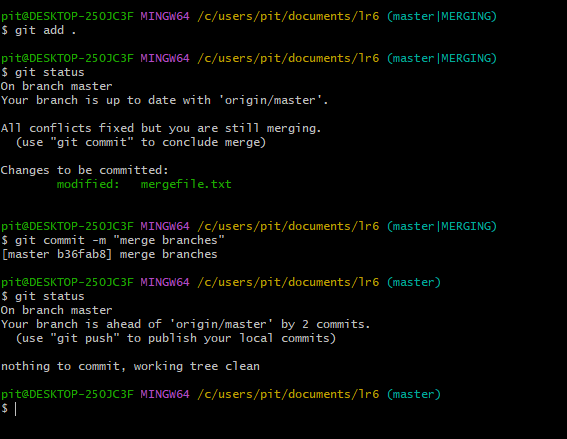 pit@DESKTOP-25OJC3F MINGW64 /c/users/pit/documents/lr6 (master|MERGING)
$ git add .
pit@DESKTOP-25OJC3F MINGW64 /c/users/pit/documents/lr6 (master|MERGING)
$ git status
On branch master
Your branch is up to date with 'origin/master'.
All conflicts fixed but you are still merging.
  (use "git commit" to conclude merge)
Changes to be committed:
        modified:   mergefile.txt
pit@DESKTOP-25OJC3F MINGW64 /c/users/pit/documents/lr6 (master|MERGING)
$ git commit -m "merge branches"
[master b36fab8] merge branches
pit@DESKTOP-25OJC3F MINGW64 /c/users/pit/documents/lr6 (master)
$ git status
On branch master
Your branch is ahead of 'origin/master' by 2 commits.
  (use "git push" to publish your local commits)
nothing to commit, working tree clean
pit@DESKTOP-25OJC3F MINGW64 /c/users/pit/documents/lr6 (master)
$